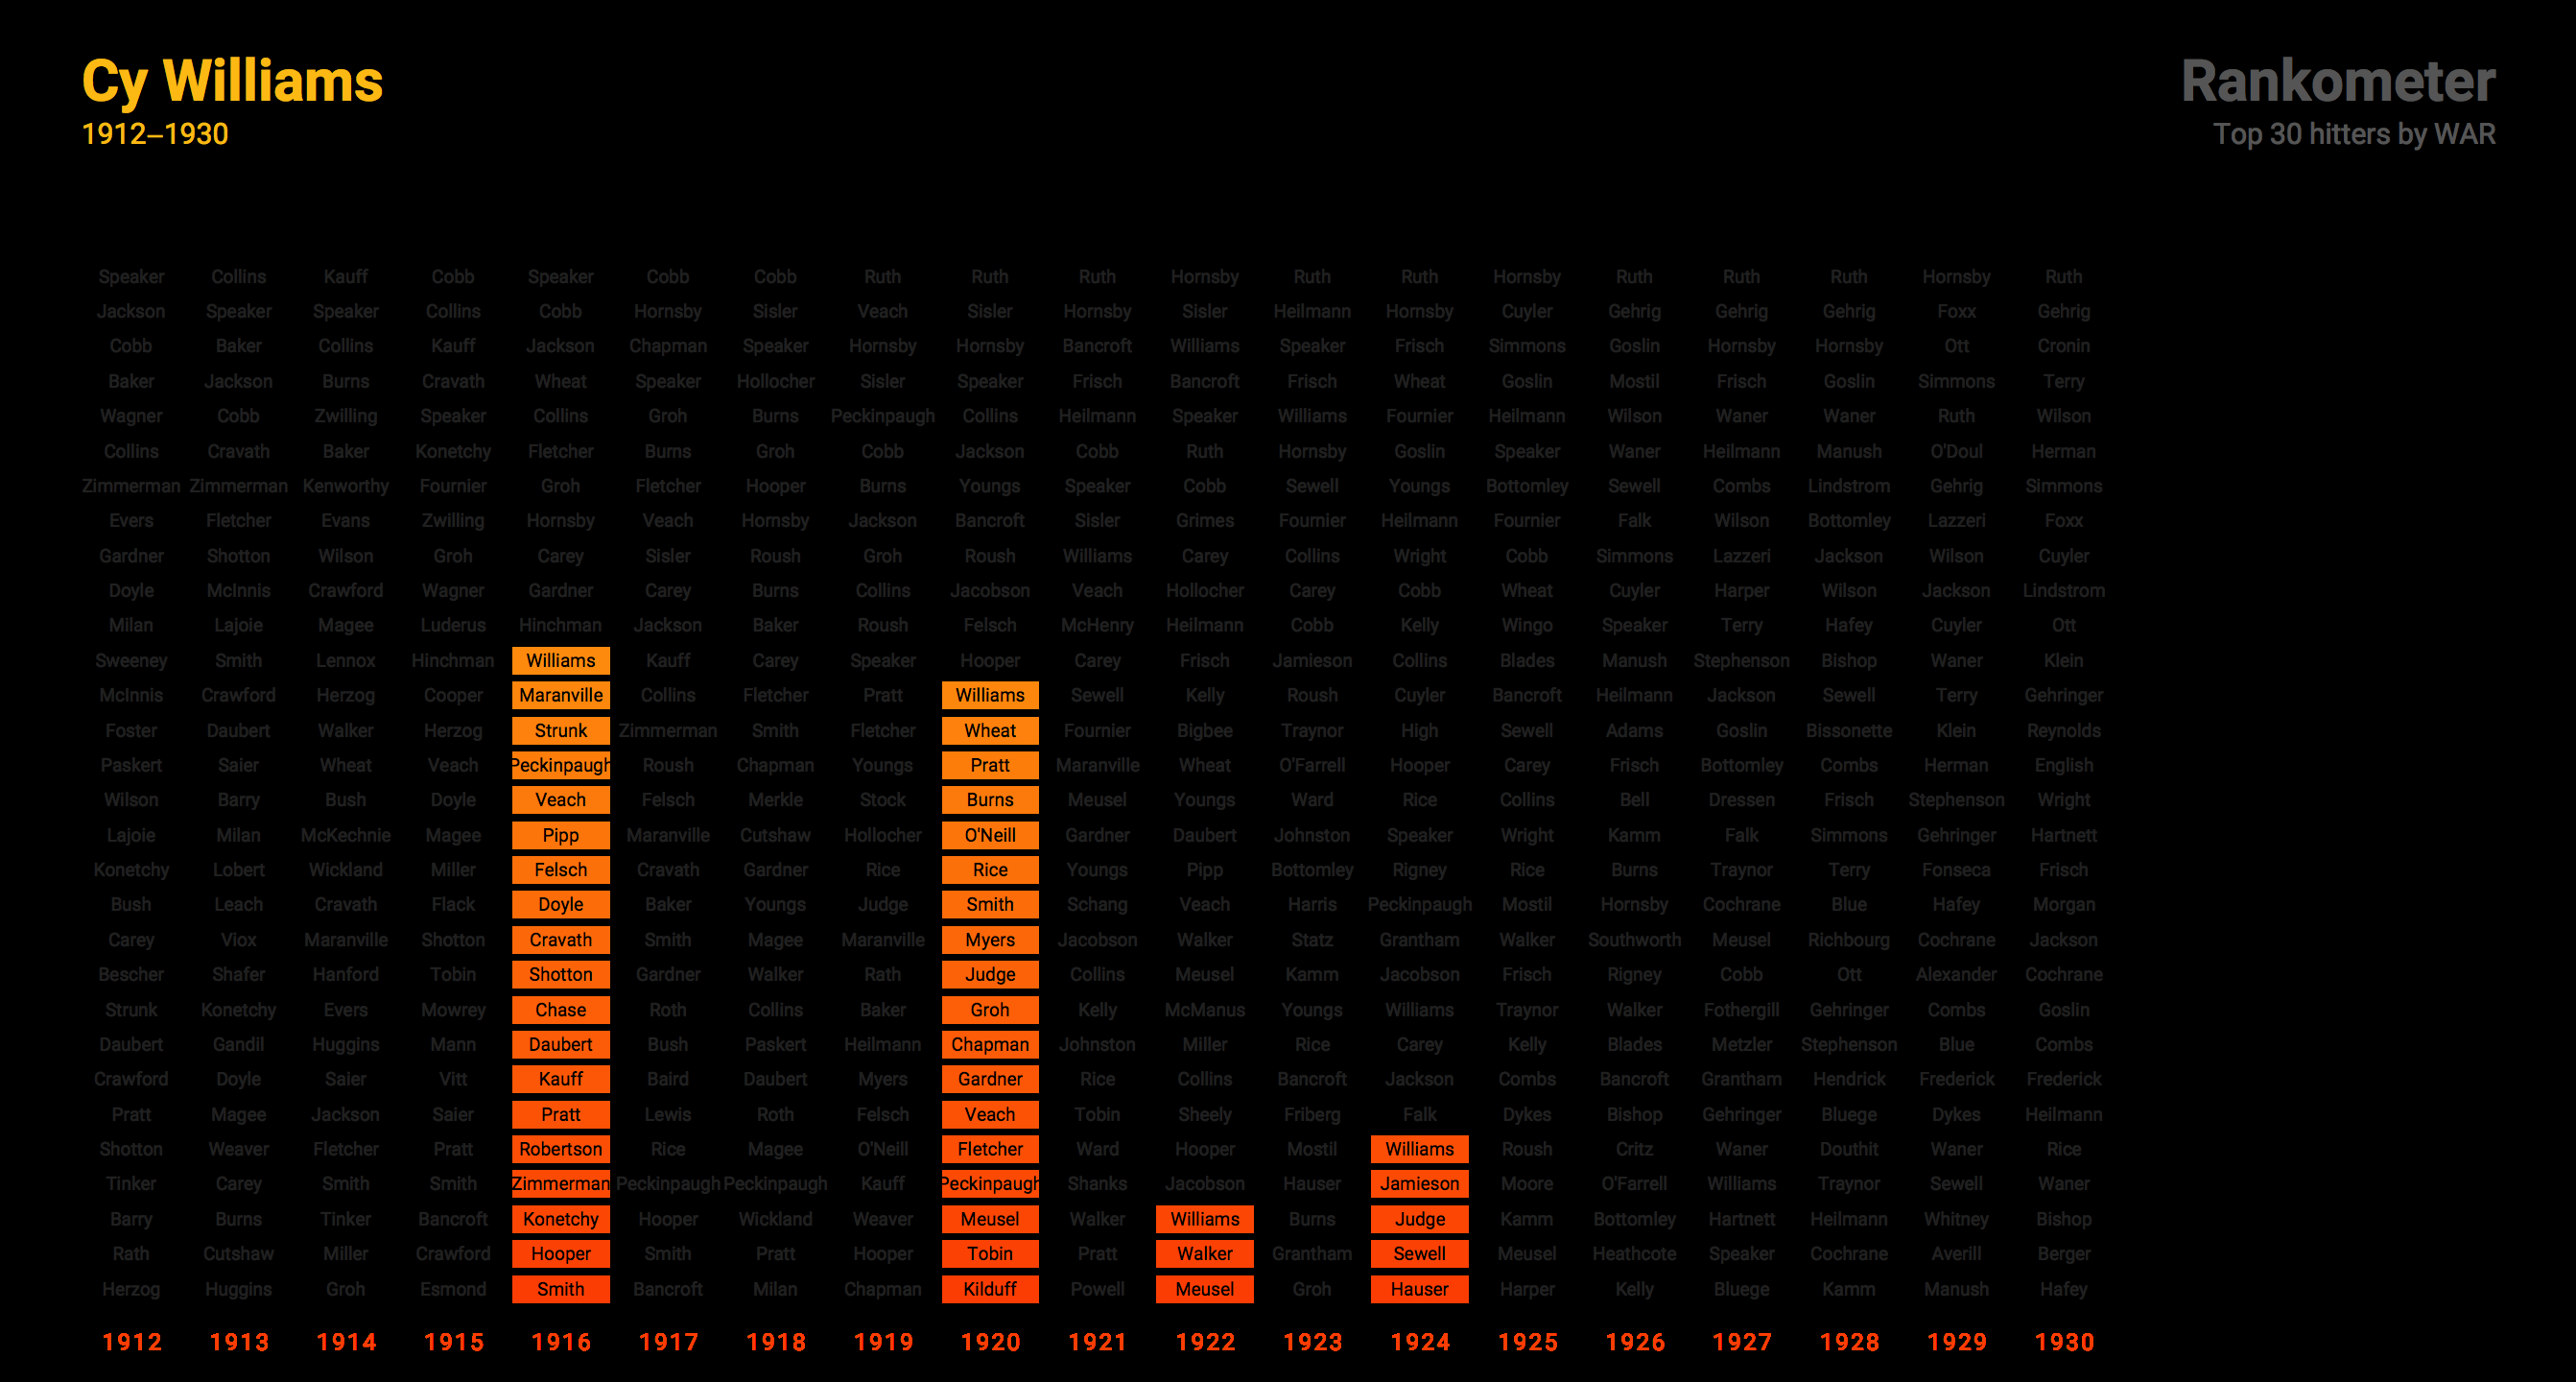 Cy Williams
1912–1930
Rankometer
Top 30 hitters by WAR
Speaker Collins Kauff Cobb Speaker Cobb Cobb Ruth Ruth Ruth Hornsby Ruth Ruth Hornsby Ruth Ruth Ruth Hornsby Ruth
Jackson Speaker Speaker Collins Cobb Hornsby Sisler Veach Sisler Hornsby Sisler Heilmann Hornsby Cuyler Gehrig Gehrig Gehrig Foxx Gehrig
Cobb Baker Collins Kauff Jackson Chapman Speaker Hornsby Hornsby Bancroft Williams Speaker Frisch Simmons Goslin Hornsby Hornsby Ott Cronin
Baker Jackson Burns Cravath Wheat Speaker Hollocher Sisler Speaker Frisch Bancroft Frisch Wheat Goslin Mostil Frisch Goslin Simmons Terry
Wagner Cobb Zwilling Speaker Collins Groh Burns Peckinpaugh Collins Heilmann Speaker Williams Fournier Heilmann Wilson Waner Waner Ruth Wilson
Collins Cravath Baker Konetchy Fletcher Burns Groh Cobb Jackson Cobb Ruth Hornsby Goslin Speaker Waner Heilmann Manush O'Doul Herman
Zimmerman Zimmerman Kenworthy Fournier Groh Fletcher Hooper Burns Youngs Speaker Cobb Sewell Youngs Bottomley Sewell Combs Lindstrom Gehrig Simmons
Evers Fletcher Evans Zwilling Hornsby Veach Hornsby Jackson Bancroft Sisler Grimes Fournier Heilmann Fournier Falk Wilson Bottomley Lazzeri Foxx
Gardner Shotton Wilson Groh Carey Sisler Roush Groh Roush Williams Carey Collins Wright Cobb Simmons Lazzeri Jackson Wilson Cuyler
Doyle McInnis Crawford Wagner Gardner Carey Burns Collins Jacobson Veach Hollocher Carey Cobb Wheat Cuyler Harper Wilson Jackson Lindstrom
Milan Lajoie Magee Luderus Hinchman Jackson Baker Roush Felsch McHenry Heilmann Cobb Kelly Wingo Speaker Terry Hafey Cuyler Ott
Sweeney Smith Lennox Hinchman Williams Kauff Carey Speaker Hooper Carey Frisch Jamieson Collins Blades Manush Stephenson Bishop Waner Klein
McInnis Crawford Herzog Cooper Maranville Collins Fletcher Pratt Williams Sewell Kelly Roush Cuyler Bancroft Heilmann Jackson Sewell Terry Gehringer
Foster Daubert Walker Herzog Strunk Zimmerman Smith Fletcher Wheat Fournier Bigbee Traynor High Sewell Adams Goslin Bissonette Klein Reynolds
Paskert Saier Wheat Veach Peckinpaugh Roush Chapman Youngs Pratt Maranville Wheat O'Farrell Hooper Carey Frisch Bottomley Combs Herman English
Wilson Barry Bush Doyle Veach Felsch Merkle Stock Burns Meusel Youngs Ward Rice Collins Bell Dressen Frisch Stephenson Wright
Lajoie Milan McKechnie Magee Pipp Maranville Cutshaw Hollocher O'Neill Gardner Daubert Johnston Speaker Wright Kamm Falk Simmons Gehringer Hartnett
Konetchy Lobert Wickland Miller Felsch Cravath Gardner Rice Rice Youngs Pipp Bottomley Rigney Rice Burns Traynor Terry Fonseca Frisch
Bush Leach Cravath Flack Doyle Baker Youngs Judge Smith Schang Veach Harris Peckinpaugh Mostil Hornsby Cochrane Blue Hafey Morgan
Carey Viox Maranville Shotton Cravath Smith Magee Maranville Myers Jacobson Walker Statz Grantham Walker Southworth Meusel Richbourg Cochrane Jackson
Bescher Shafer Hanford Tobin Shotton Gardner Walker Rath Judge Collins Meusel Kamm Jacobson Frisch Rigney Cobb Ott Alexander Cochrane
Strunk Konetchy Evers Mowrey Chase Roth Collins Baker Groh Kelly McManus Youngs Williams Traynor Walker Fothergill Gehringer Combs Goslin
Daubert Gandil Huggins Mann Daubert Bush Paskert Heilmann Chapman Johnston Miller Rice Carey Kelly Blades Metzler Stephenson Blue Combs
Crawford Doyle Saier Vitt Kauff Baird Daubert Myers Gardner Rice Collins Bancroft Jackson Combs Bancroft Grantham Hendrick Frederick Frederick
Pratt Magee Jackson Saier Pratt Lewis Roth Felsch Veach Tobin Sheely Friberg Falk Dykes Bishop Gehringer Bluege Dykes Heilmann
Shotton Weaver Fletcher Pratt Robertson Rice Magee O'Neill Fletcher Ward Hooper Mostil Williams Roush Critz Waner Douthit Waner Rice
Tinker Carey Smith Smith Zimmerman Peckinpaugh Peckinpaugh Kauff Peckinpaugh Shanks Jacobson Hauser Jamieson Moore O'Farrell Williams Traynor Sewell Waner
Barry Burns Tinker Bancroft Konetchy Hooper Wickland Weaver Meusel Walker Williams Burns Judge Kamm Bottomley Hartnett Heilmann Whitney Bishop
Rath Cutshaw Miller Crawford Hooper Smith Pratt Hooper Tobin Pratt Walker Grantham Sewell Meusel Heathcote Speaker Cochrane Averill Berger
Herzog Huggins Groh Esmond Smith Bancroft Milan Chapman Kilduff Powell Meusel Groh Hauser Harper Kelly Bluege Kamm Manush Hafey
1912 1913 1914 1915 1916 1917 1918 1919 1920 1921 1922 1923 1924 1925 1926 1927 1928 1929 1930